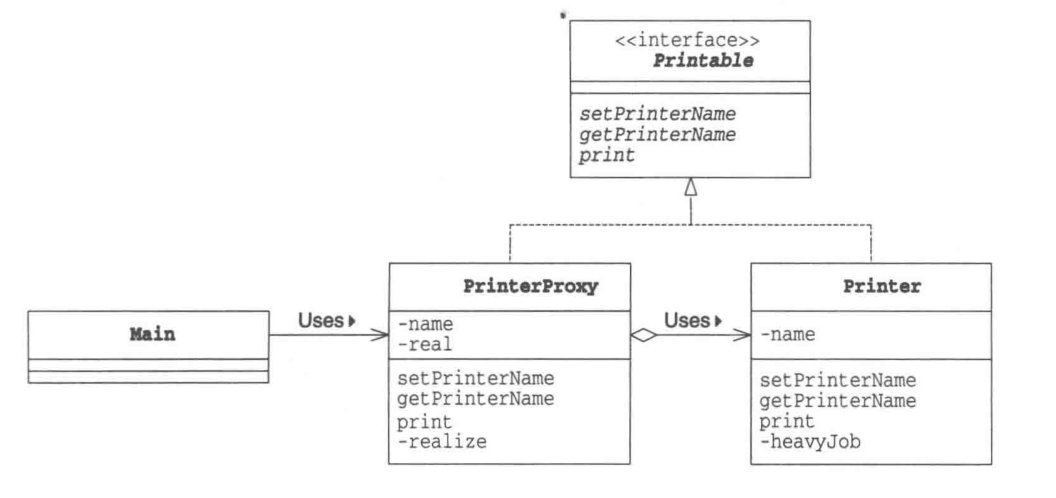 <<interface>>
Printable
setPrinterName
getPrinterName
print
PrinterProxy
-name
-real
setPrinterName
getPrinterName
print
-realize
Printer
-name
setPrinterName
getPrinterName
print
-heavyJob
Main
Uses
Uses